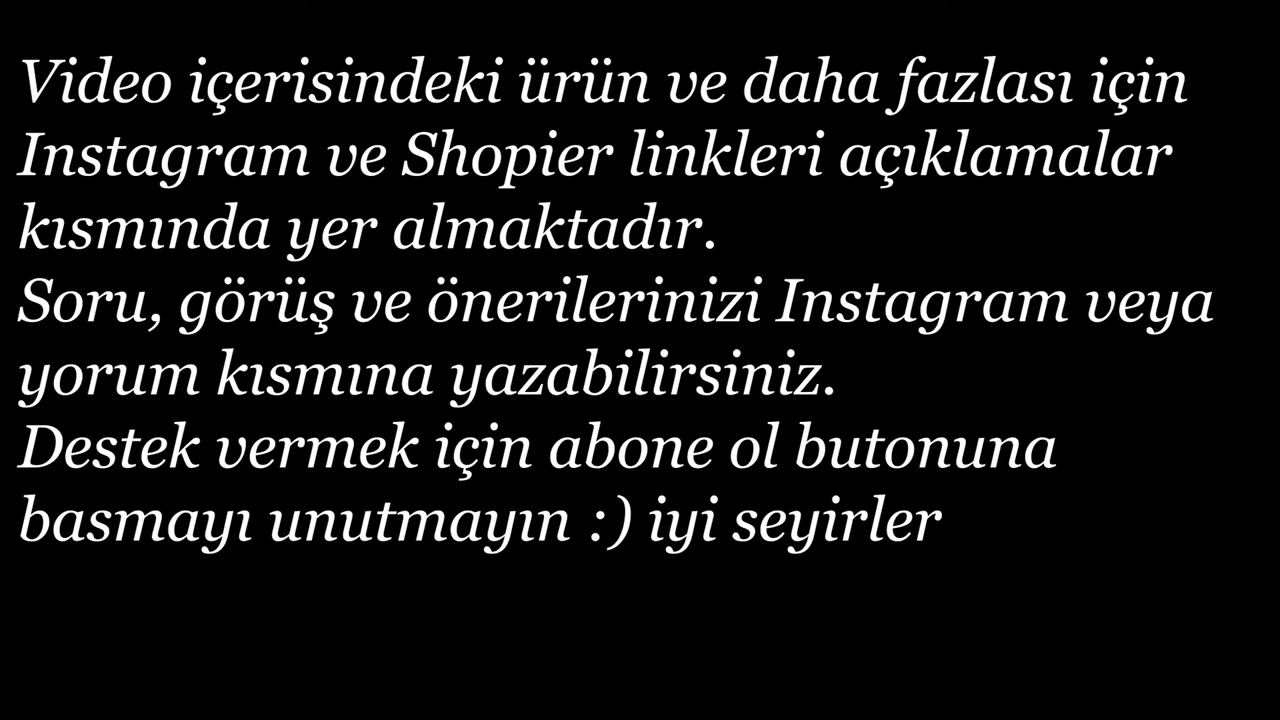 Video içerisindeki ürün ve daha fazlası için
Instagram ve Shopier linkleri açıklamalar
kısmında yer almaktadır.
Soru, görüş ve önerilerinizi Instagram veya
yorum kısmına yazabilirsiniz.
Destek vermek için abone ol butonuna
basmayı unutmayın :) iyi seyirler